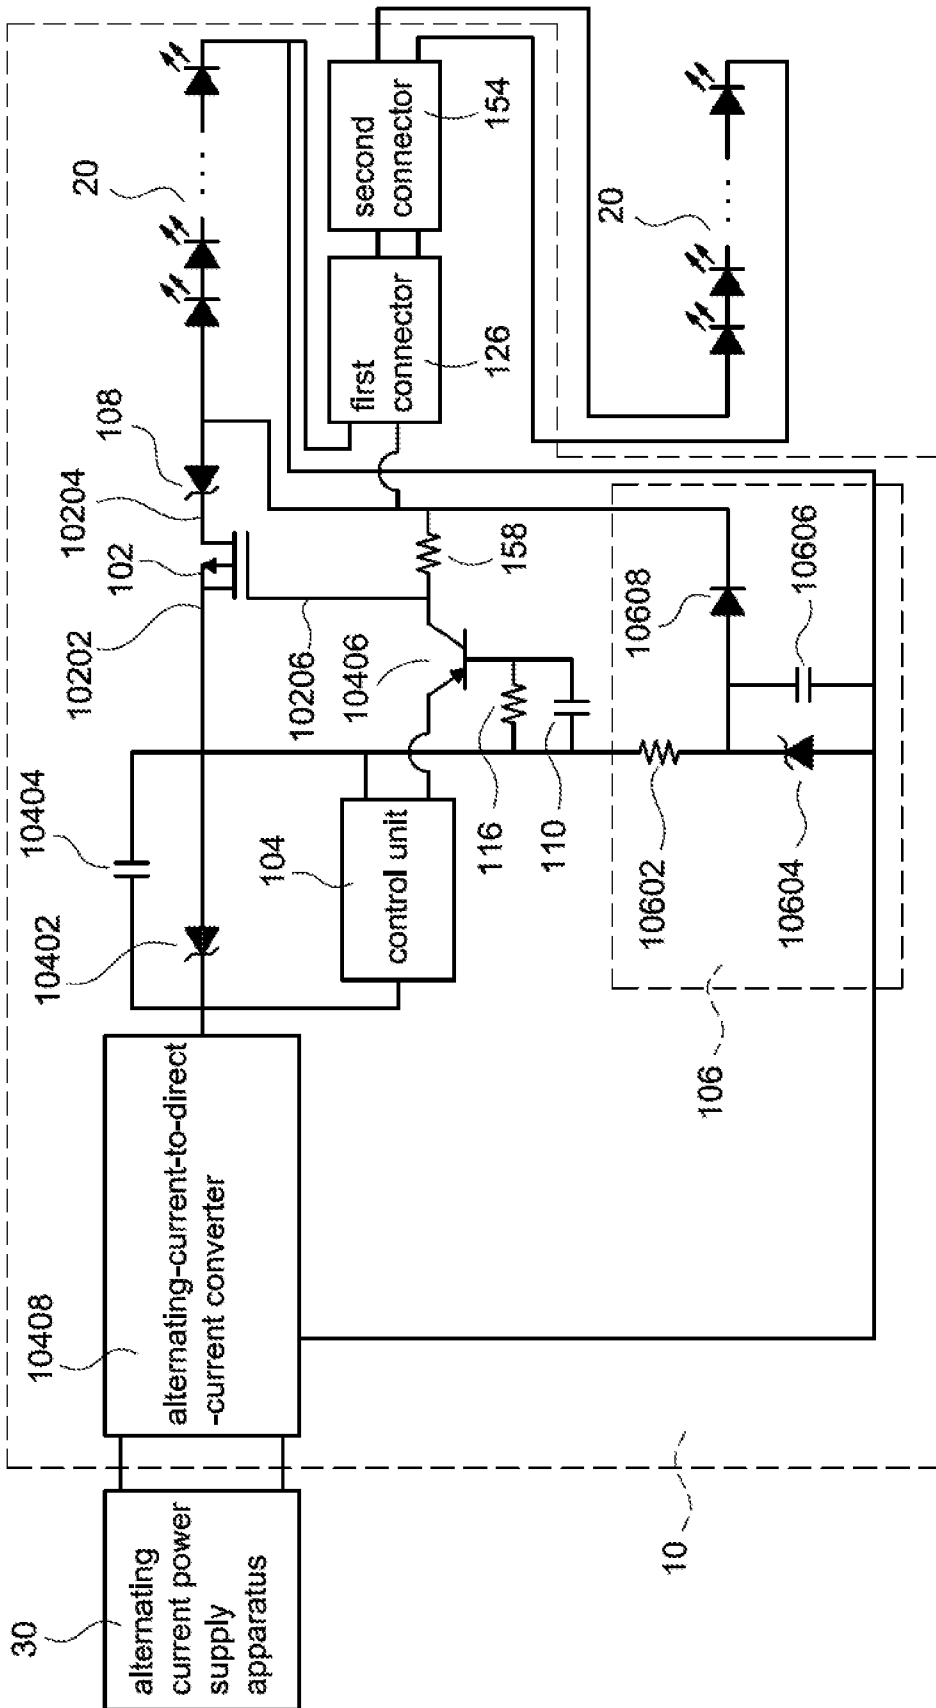 30
alternating
current power
supply
apparatus
10408
alternating-current-to-direct
-current converter
10402
10404
10202
102
10204
108
20
104
control unit
10206
10406
158
first
connector
126
second
connector
154
116
110
106
10602
10604
10608
10606
20
10